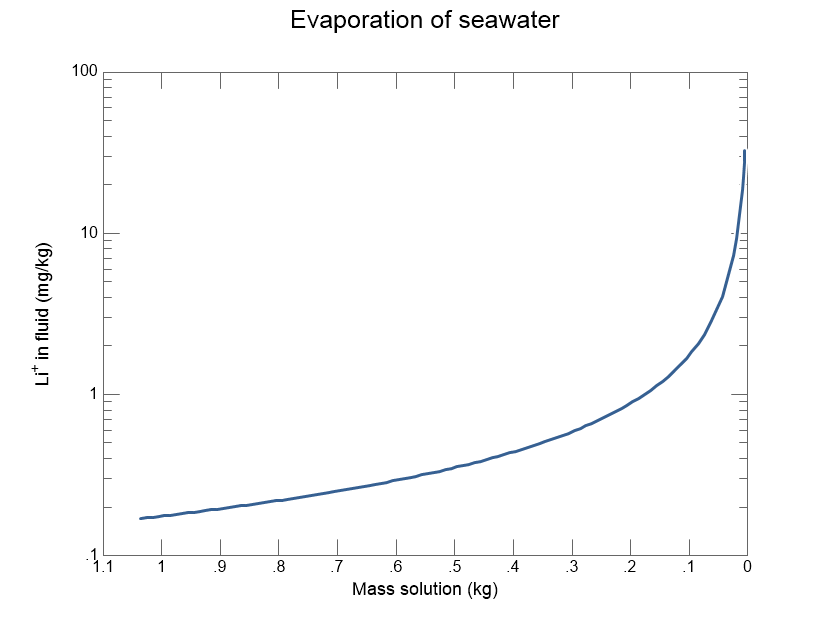 Evaporation of seawater
100
10
1
.1
Li+ in fluid (mg/kg)
1.1 1 .9 .8 .7 .6 .5 .4 .3 .2 .1 0
Mass solution (kg)